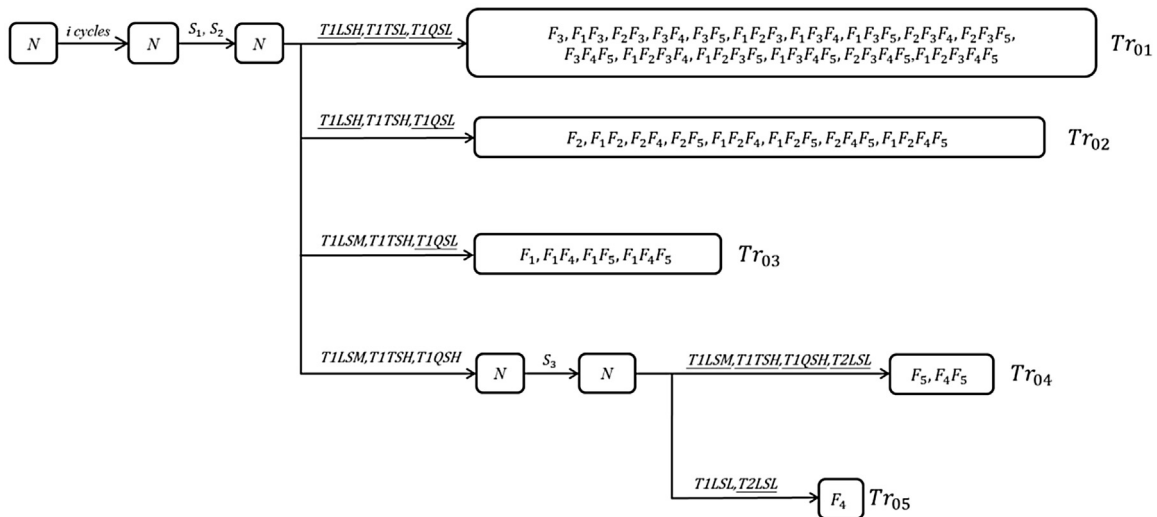 N i cycles N S₁, S₂ N T1LSH,T1TSL,T1QSL
F₃, F₁F₃, F₂F₃, F₃F₄, F₃F₅, F₁F₂F₃, F₁F₃F₄, F₁F₃F₅, F₂F₃F₄, F₂F₃F₅,
F₃F₄F₅, F₁F₂F₃F₄, F₁F₂F₃F₅, F₁F₃F₄F₅, F₂F₃F₄F₅,F₁F₂F₃F₄F₅
Tr₀₁
T1LSH,T1TSH,T1QSL
F₂, F₁F₂, F₂F₄, F₂F₅, F₁F₂F₄, F₁F₂F₅, F₂F₄F₅, F₁F₂F₄F₅
Tr₀₂
T1LSM,T1TSH,T1QSL
F₁, F₁F₄, F₁F₅, F₁F₄F₅
Tr₀₃
T1LSM,T1TSH,T1QSH N S₃ N T1LSM,T1TSH,T1QSH,T2LSL
F₅, F₄F₅
Tr₀₄
T1LSL,T2LSL
F₄
Tr₀₅